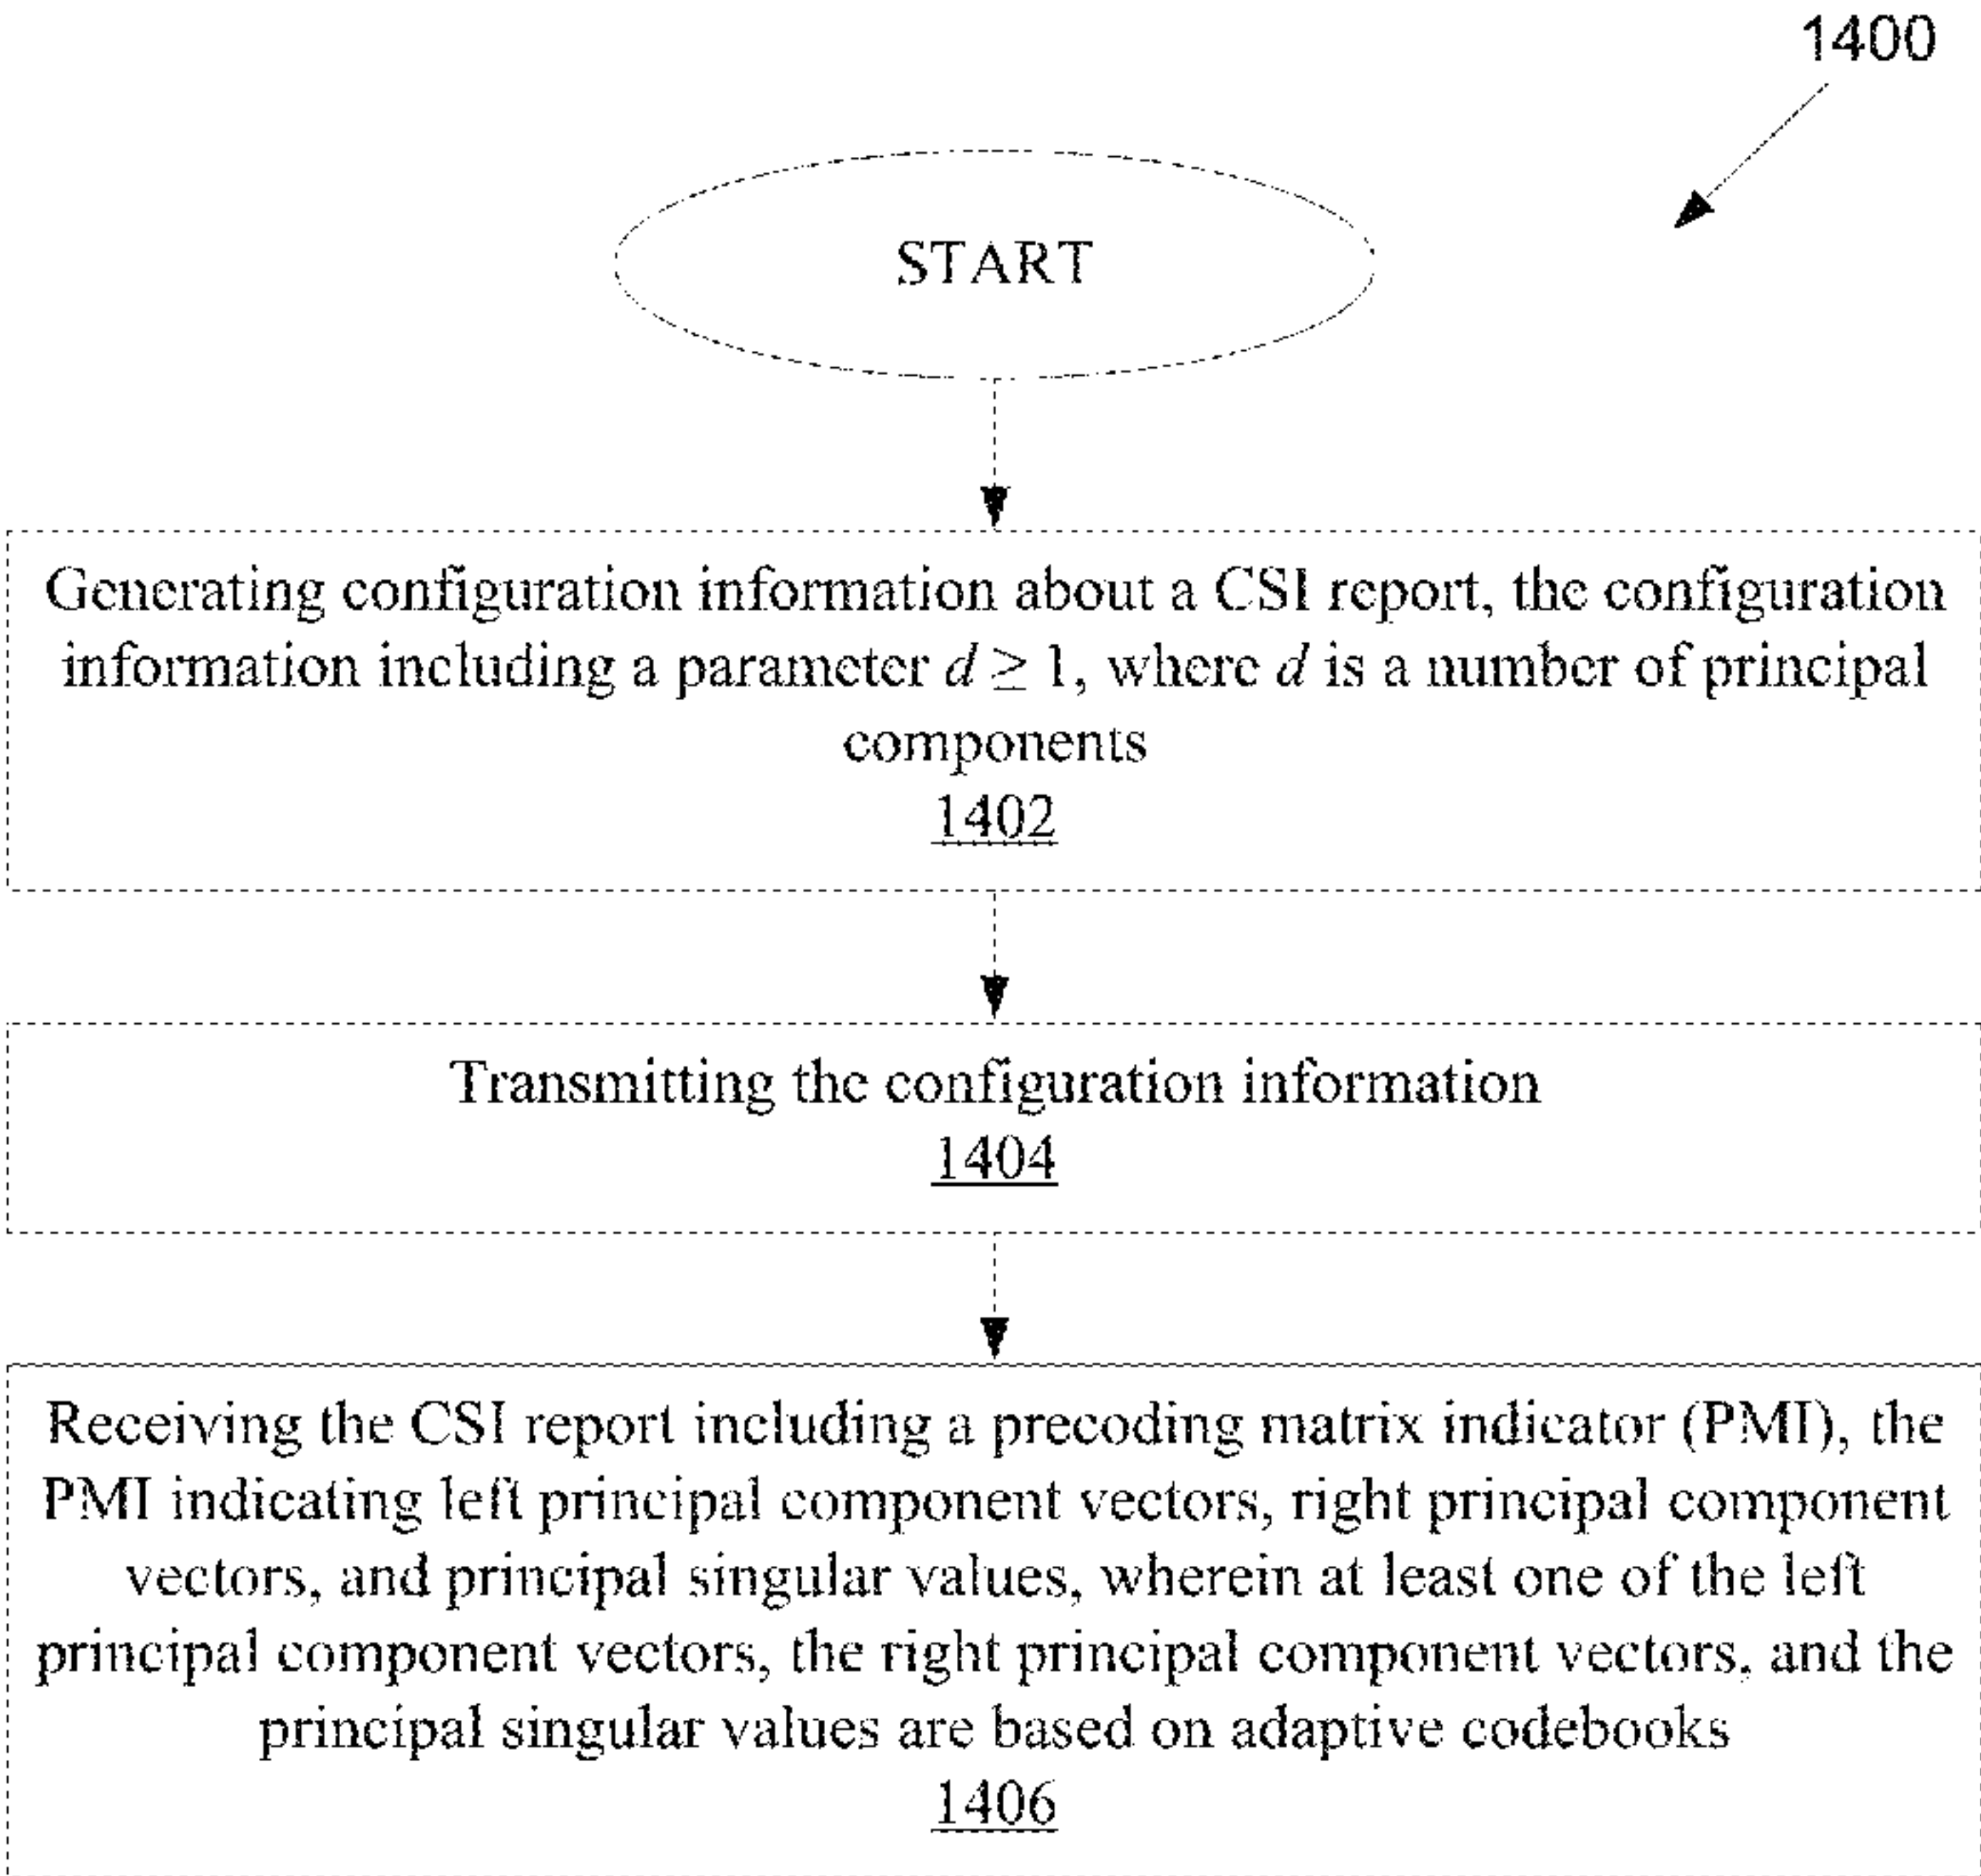 1400
START
Generating configuration information about a CSI report, the configuration
information including a parameter d ≥ 1, where d is a number of principal
components
1402
Transmitting the configuration information
1404
Receiving the CSI report including a precoding matrix indicator (PMI), the
PMI indicating left principal component vectors, right principal component
vectors, and principal singular values, wherein at least one of the left
principal component vectors, the right principal component vectors, and the
principal singular values are based on adaptive codebooks
1406